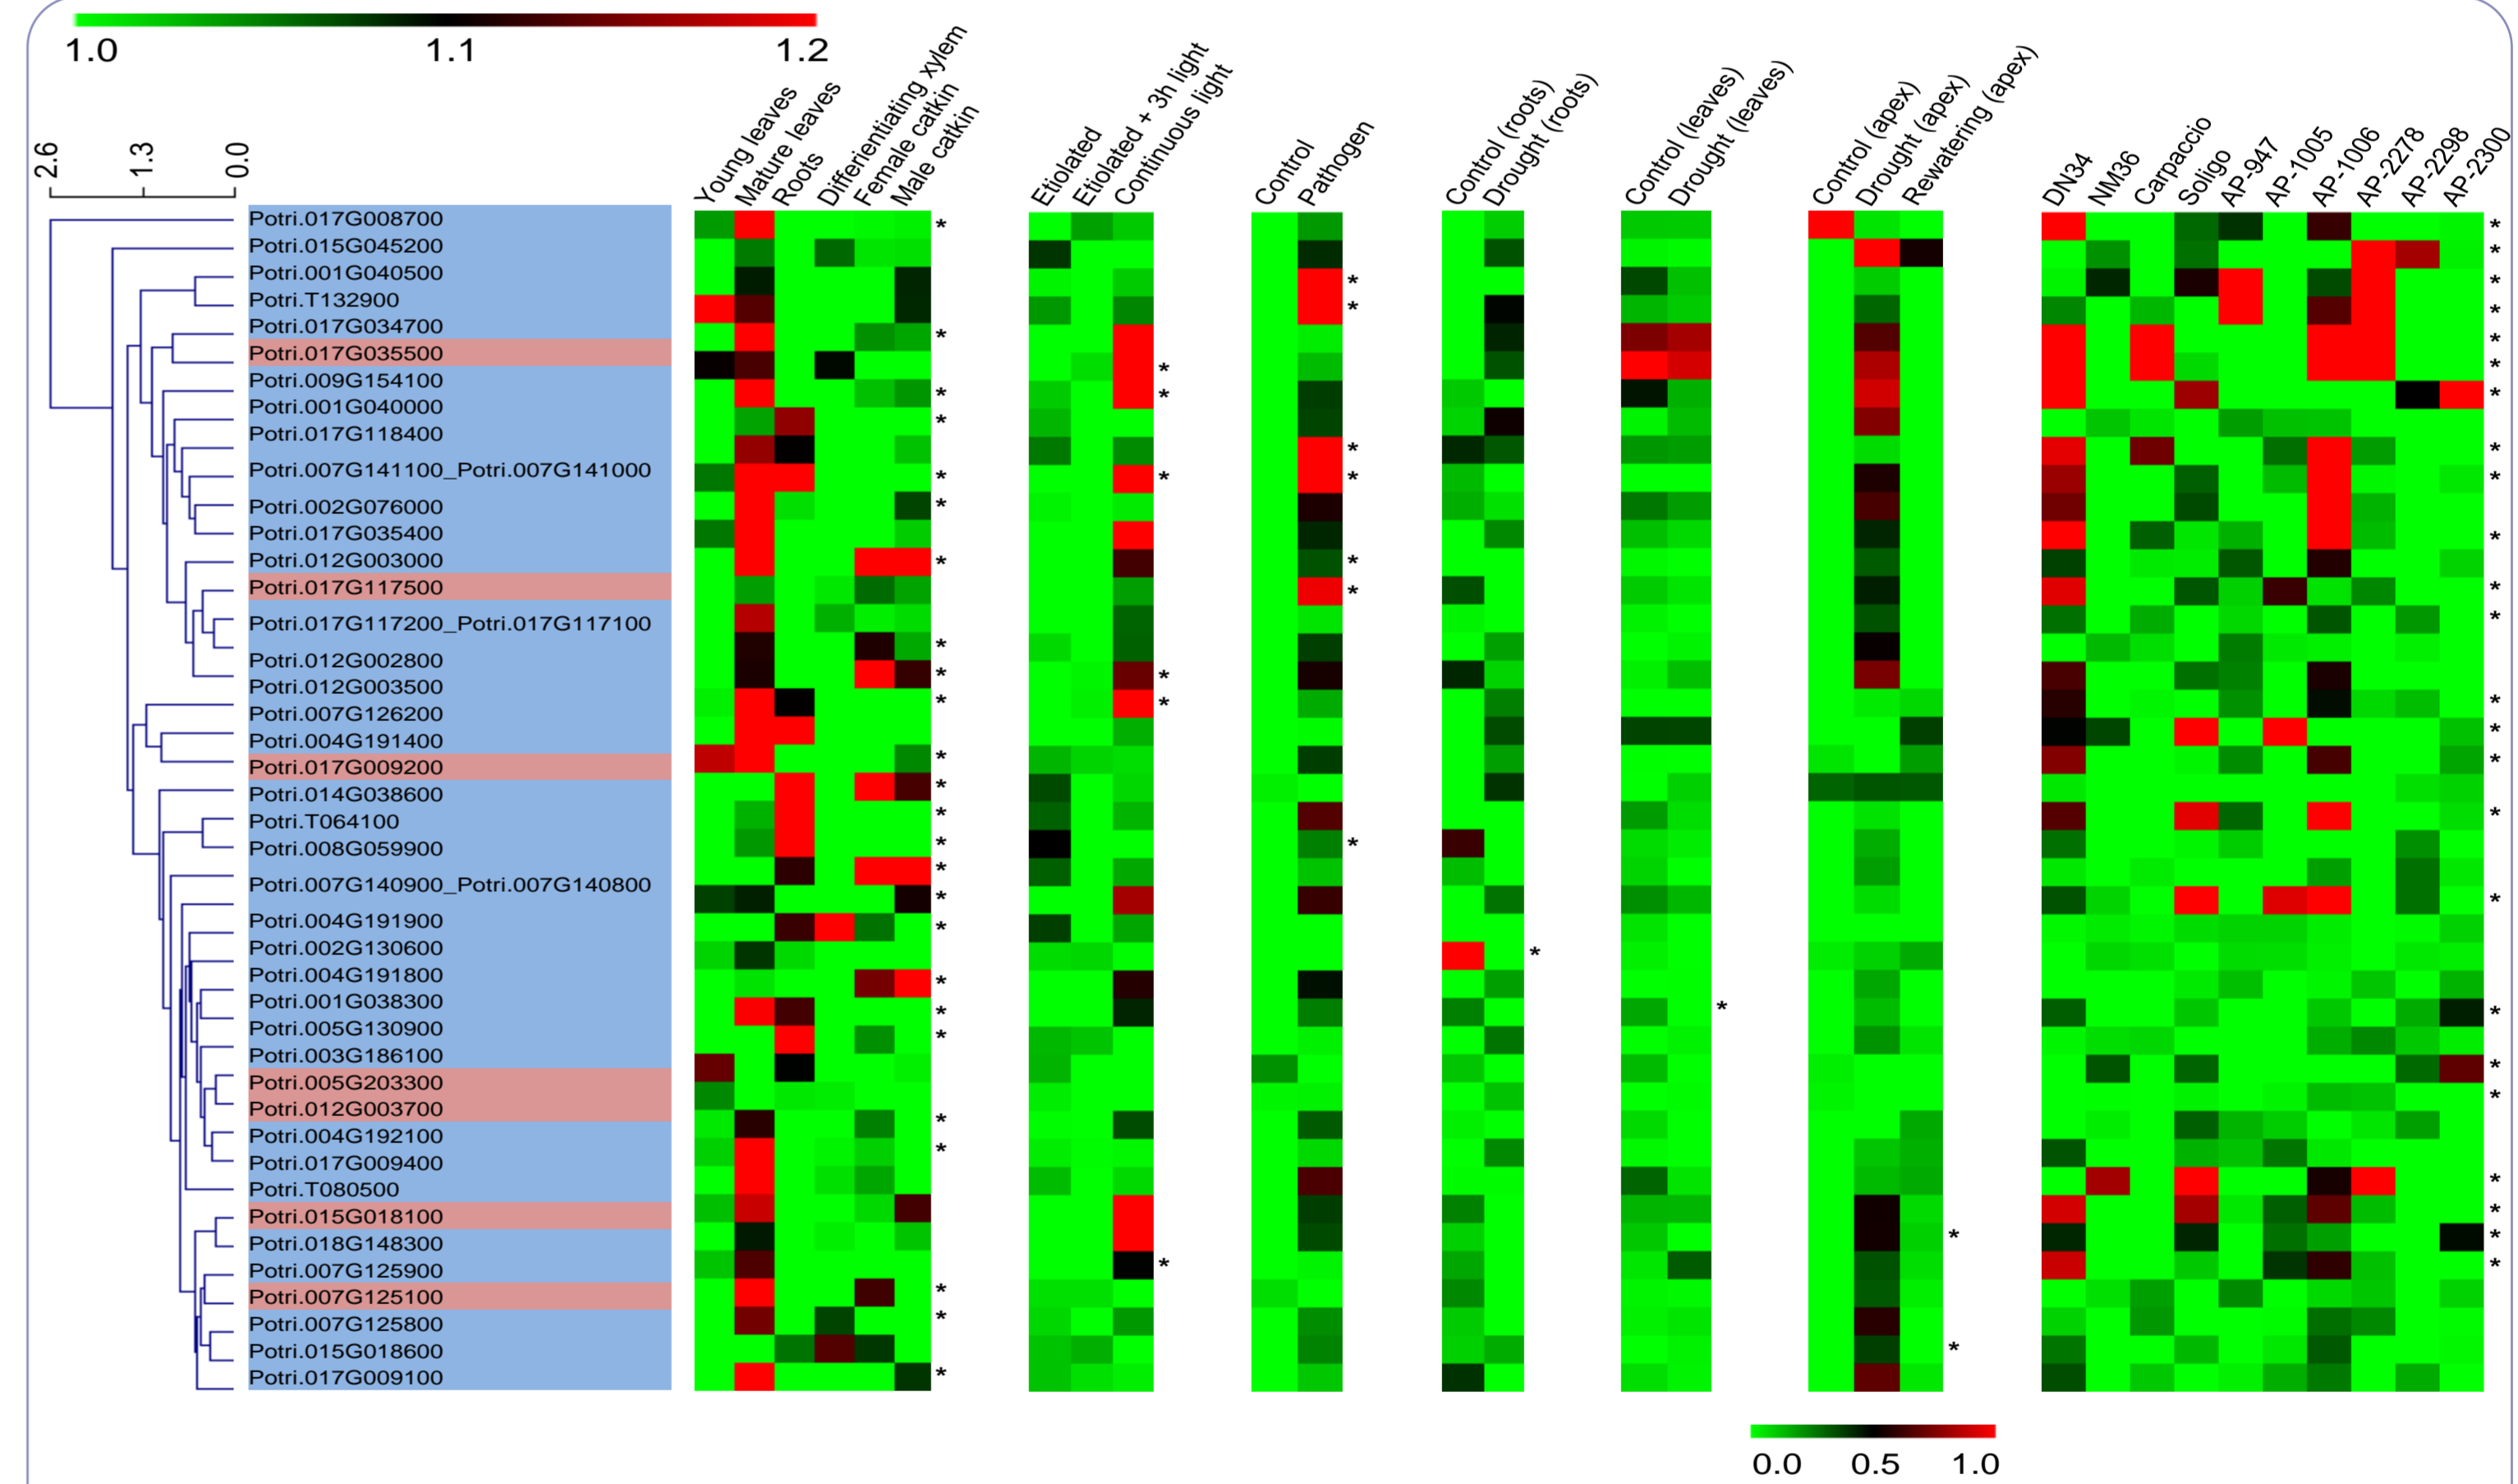 1.0 1.1 1.2
2.6 1.3 0.0
Young leaves
Mature leaves
Roots
Differientiating xylem
Female catkin
Male catkin
Etiolated
Etiolated + 3h light
Continuous light
Control
Pathogen
Control (roots)
Drought (roots)
Control (leaves)
Drought (leaves)
Control (apex)
Drought (apex)
Rewatering (apex)
DN34
NM36
Carpaccio
Soligo
AP-947
AP-1005
AP-1006
AP-2278
AP-2298
AP-2300
Potri.017G008700
Potri.015G045200
Potri.001G040500
Potri.T132900
Potri.017G034700
Potri.017G035500
Potri.009G154100
Potri.001G040000
Potri.017G118400
Potri.007G141100_Potri.007G141000
Potri.002G076000
Potri.017G035400
Potri.012G003000
Potri.017G117500
Potri.017G117200_Potri.017G117100
Potri.012G002800
Potri.012G003500
Potri.007G126200
Potri.004G191400
Potri.017G009200
Potri.014G038600
Potri.T064100
Potri.008G059900
Potri.007G140900_Potri.007G140800
Potri.004G191900
Potri.002G130600
Potri.004G191800
Potri.001G038300
Potri.005G130900
Potri.003G186100
Potri.005G203300
Potri.012G003700
Potri.004G192100
Potri.017G009400
Potri.T080500
Potri.015G018100
Potri.018G148300
Potri.007G125900
Potri.007G125100
Potri.007G125800
Potri.015G018600
Potri.017G009100
0.0 0.5 1.0